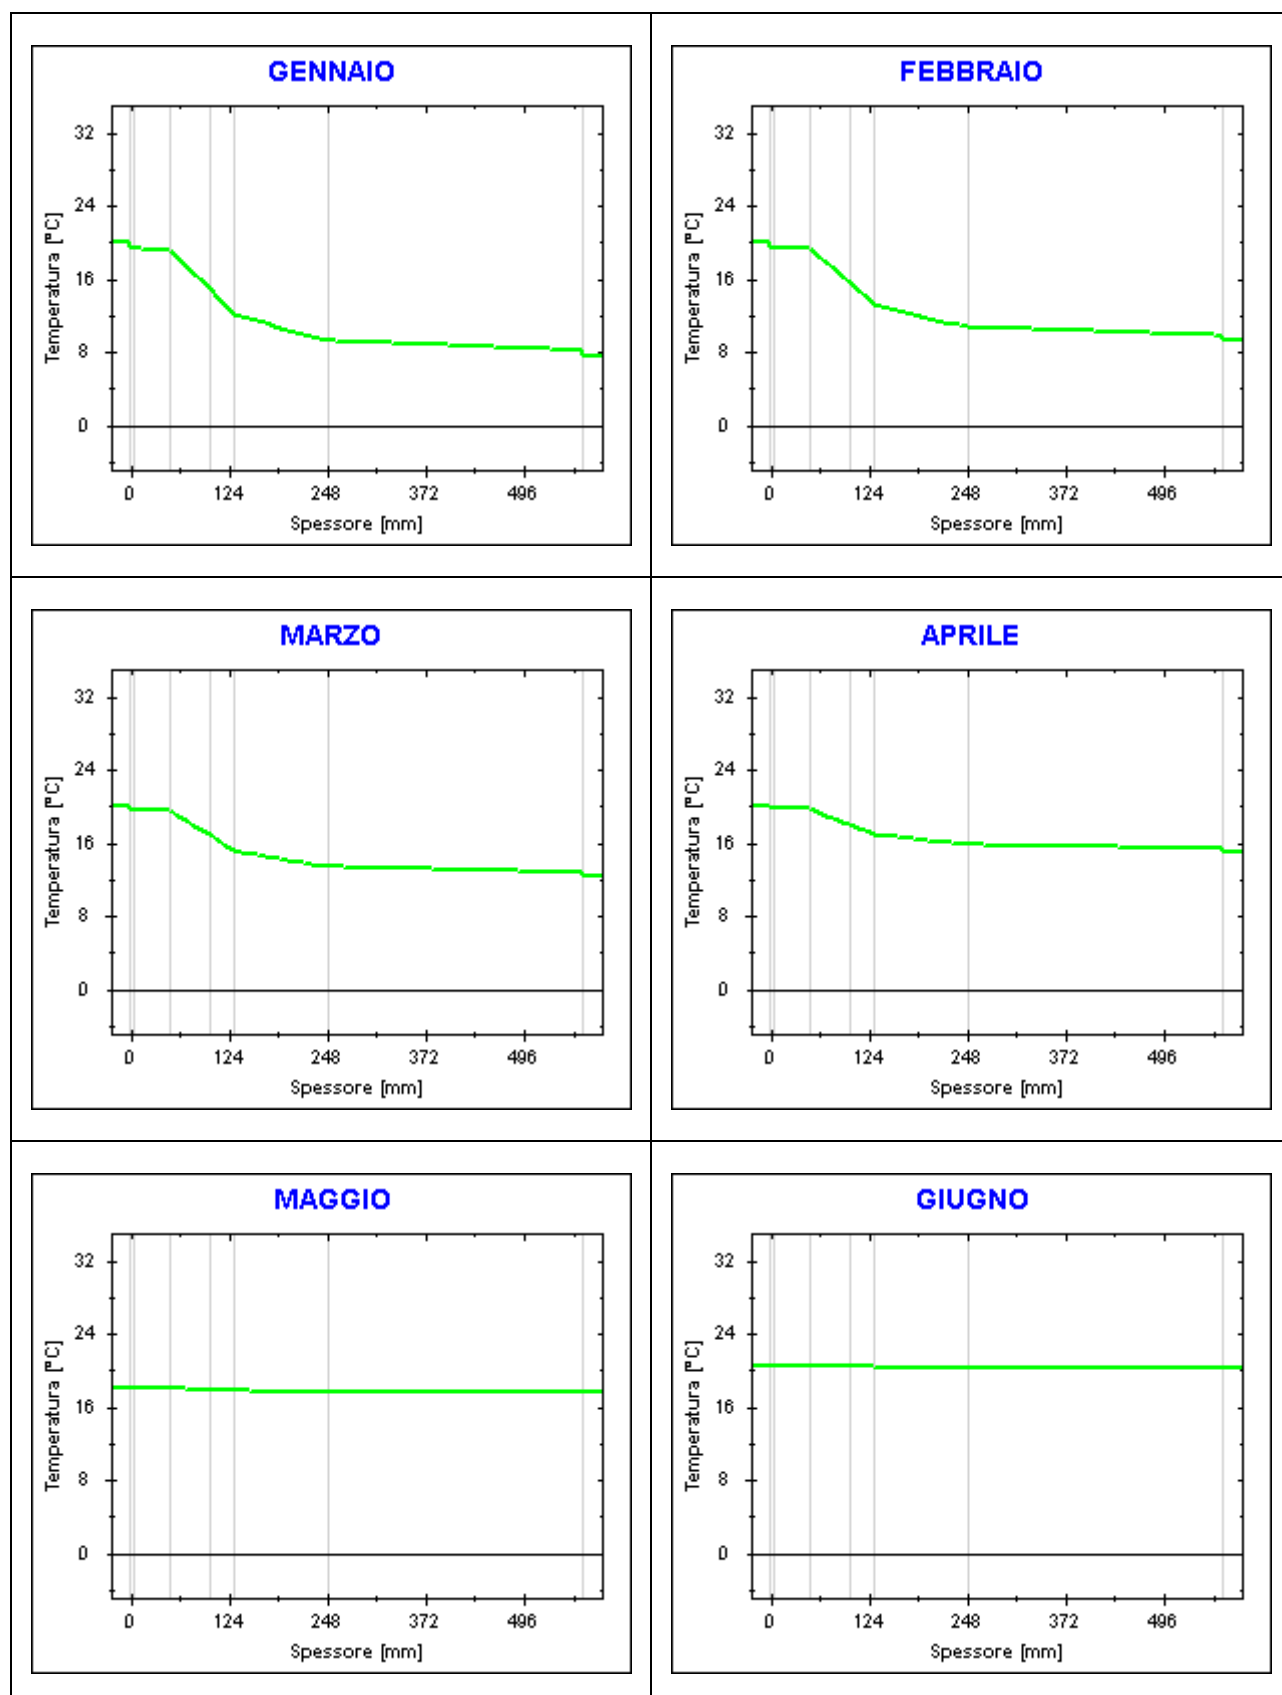 GENNAIO
32
24
16
8
0
Temperatura [°C]
0 124 248 372 496
Spessore [mm]
FEBBRAIO
32
24
16
8
0
Temperatura [°C]
0 124 248 372 496
Spessore [mm]
MARZO
32
24
16
8
0
Temperatura [°C]
0 124 248 372 496
Spessore [mm]
APRILE
32
24
16
8
0
Temperatura [°C]
0 124 248 372 496
Spessore [mm]
MAGGIO
32
24
16
8
0
Temperatura [°C]
0 124 248 372 496
Spessore [mm]
GIUGNO
32
24
16
8
0
Temperatura [°C]
0 124 248 372 496
Spessore [mm]